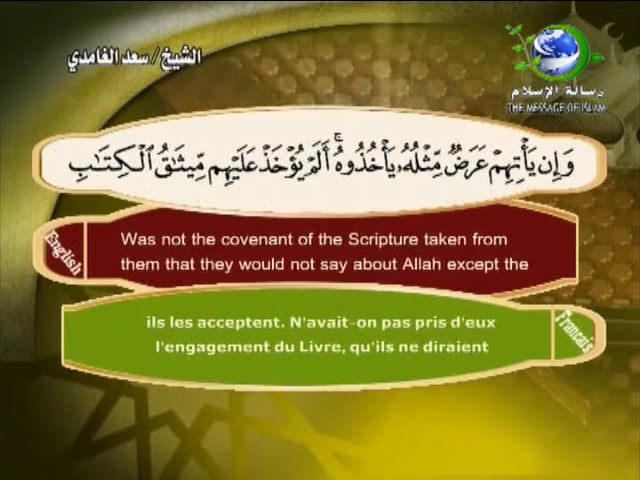 الشيخ / سعد الغامدي
رسالة الإسلام
THE MESSAGE OF ISLAM
وَإِن يَأْتِهِمْ عَرَضٌ مِّثْلُهُۥ يَأْخُذُوهُ ۚ أَلَمْ يُؤْخَذْ عَلَيْهِم مِّيثَٰقُ ٱلْكِتَٰبِ
English
Was not the covenant of the Scripture taken from
them that they would not say about Allah except the
ils les acceptent. N'avait-on pas pris d'eux
l'engagement du Livre, qu'ils ne diraient
Francais